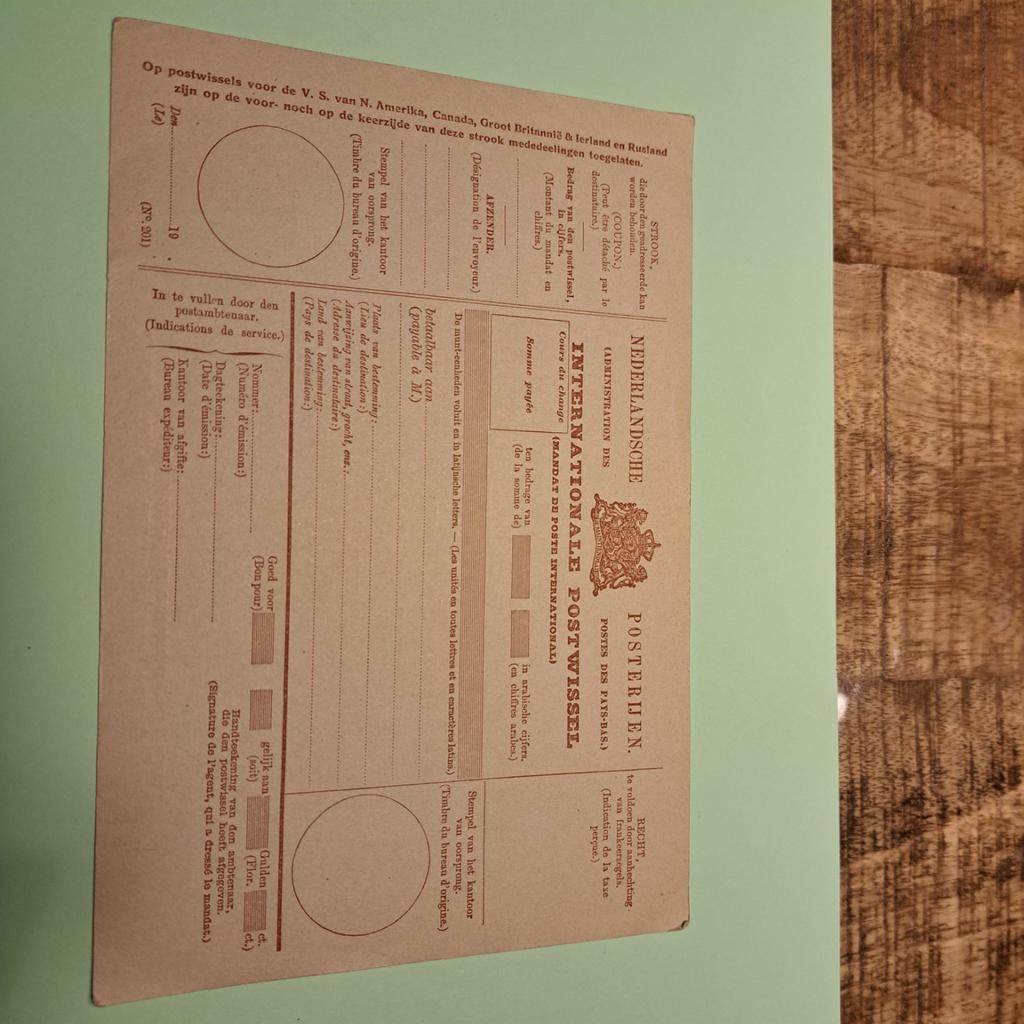 Op postwissels voor de V. S. van N. Amerika, Canada, Groot Britannië & Ierland en Rusland
zijn op de voor- noch op de keerzijde van deze strook mededeelingen toegelaten.
STROOK,
die door den geadresseerde kan
worden behouden.
(COUPON.)
(Peut être détaché par le
destinataire.)
Bedrag van den postwissel,
in cijfers.
(Montant du mandat en
chiffres.)
AFZENDER.
(Désignation de l'envoyeur.)
Stempel van het kantoor
van oorsprong.
(Timbre du bureau d'origine.)
Den 19
(Le)
(No. 201)
NEDERLANDSCHE POSTERIJEN.
(ADMINISTRATION DES POSTES DES PAYS-BAS.)
INTERNATIONALE POSTWISSEL
(MANDAT DE POSTE INTERNATIONAL)
Cours du change
Somme payée
ten bedrage van in arabische cijfers.
(de la somme de) (en chiffres arabes.)
De munt-eenheden voluit en in latijnsche letters. — (Les unités en toutes lettres et en caractères latins.)
betaalbaar aan
(payable à M.)
Plaats van bestemming:
(Lieu de destination:)
Aanwijzing van straat, gracht, enz.:
(Adresse du destinataire:)
Land van bestemming:
(Pays de destination:)
RECHT,
te voldoen door aanhechting
van frankeerzegels.
(Indication de la taxe
perçue.)
Stempel van het kantoor
van oorsprong.
(Timbre du bureau d'origine.)
In te vullen door den
postambtenaar.
(Indications de service.)
Nommer:
(Numéro d'émission:)
Dagteekening:
(Date d'émission:)
Kantoor van afgifte:
(Bureau expéditeur:)
Goed voor gelijk aan Gulden ct.
(Bon pour) (soit) (Flor. ct.)
Handteekening van den ambtenaar,
die den postwissel heeft afgegeven.
(Signature de l'agent, qui a dressé le mandat.)